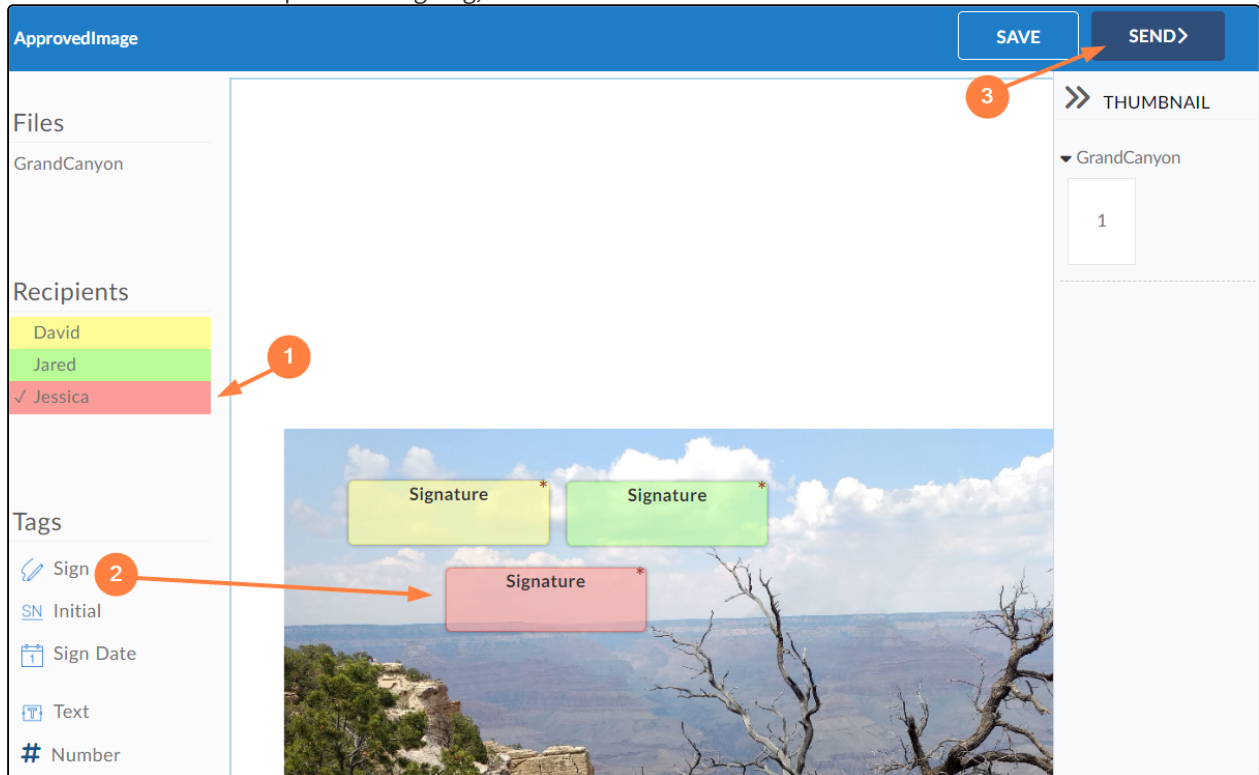 ApprovedImage
SAVE
SEND
3
Files
GrandCanyon
Recipients
David
Jared
✓ Jessica
1
Tags
Sign
2
SN Initial
1 Sign Date
T Text
# Number
Signature *
Signature *
Signature *
THUMBNAIL
GrandCanyon
1